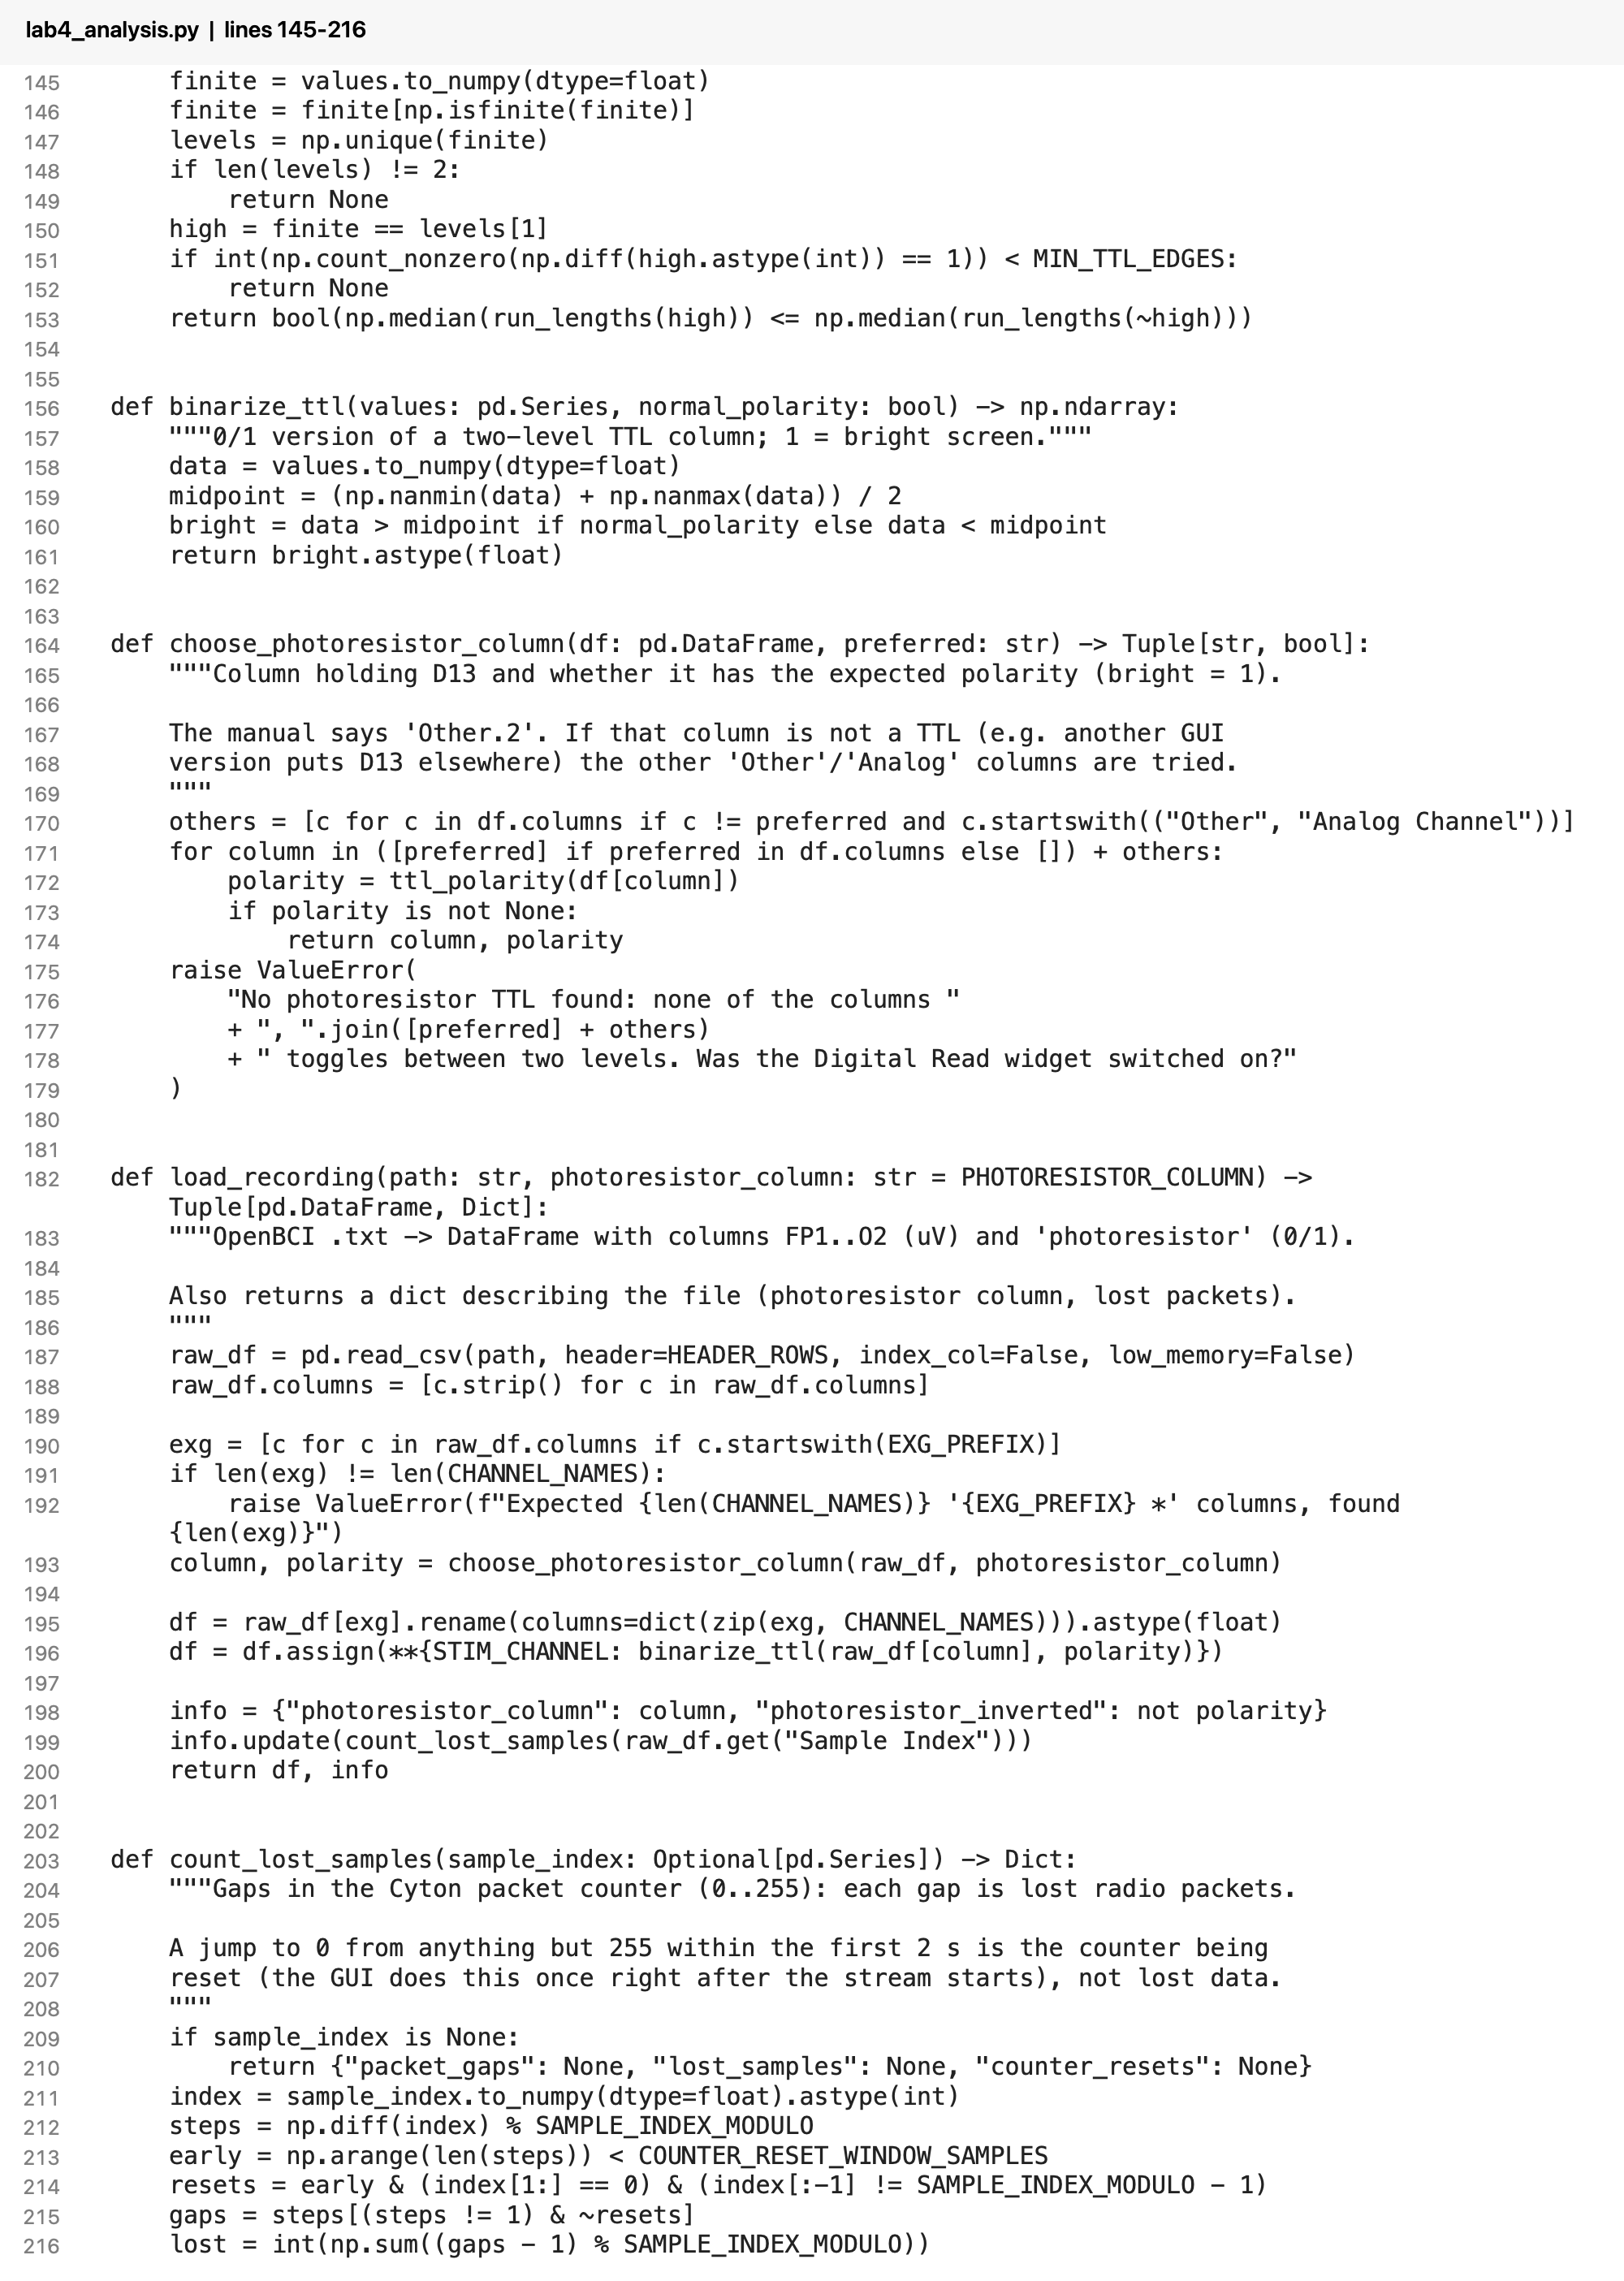 lab4_analysis.py | lines 145-216
145 finite = values.to_numpy(dtype=float)
146 finite = finite[np.isfinite(finite)]
147 levels = np.unique(finite)
148 if len(levels) != 2:
149 return None
150 high = finite == levels[1]
151 if int(np.count_nonzero(np.diff(high.astype(int)) == 1)) < MIN_TTL_EDGES:
152 return None
153 return bool(np.median(run_lengths(high)) <= np.median(run_lengths(~high)))
154
155
156 def binarize_ttl(values: pd.Series, normal_polarity: bool) -> np.ndarray:
157 """0/1 version of a two-level TTL column; 1 = bright screen."""
158 data = values.to_numpy(dtype=float)
159 midpoint = (np.nanmin(data) + np.nanmax(data)) / 2
160 bright = data > midpoint if normal_polarity else data < midpoint
161 return bright.astype(float)
162
163
164 def choose_photoresistor_column(df: pd.DataFrame, preferred: str) -> Tuple[str, bool]:
165 """Column holding D13 and whether it has the expected polarity (bright = 1).
166
167 The manual says 'Other.2'. If that column is not a TTL (e.g. another GUI
168 version puts D13 elsewhere) the other 'Other'/'Analog' columns are tried.
169 """
170 others = [c for c in df.columns if c != preferred and c.startswith(("Other", "Analog Channel"))]
171 for column in ([preferred] if preferred in df.columns else []) + others:
172 polarity = ttl_polarity(df[column])
173 if polarity is not None:
174 return column, polarity
175 raise ValueError(
176 "No photoresistor TTL found: none of the columns "
177 + ", ".join([preferred] + others)
178 + " toggles between two levels. Was the Digital Read widget switched on?"
179 )
180
181
182 def load_recording(path: str, photoresistor_column: str = PHOTORESISTOR_COLUMN) ->
Tuple[pd.DataFrame, Dict]:
183 """OpenBCI .txt -> DataFrame with columns FP1..O2 (uV) and 'photoresistor' (0/1).
184
185 Also returns a dict describing the file (photoresistor column, lost packets).
186 """
187 raw_df = pd.read_csv(path, header=HEADER_ROWS, index_col=False, low_memory=False)
188 raw_df.columns = [c.strip() for c in raw_df.columns]
189
190 exg = [c for c in raw_df.columns if c.startswith(EXG_PREFIX)]
191 if len(exg) != len(CHANNEL_NAMES):
192 raise ValueError(f"Expected {len(CHANNEL_NAMES)} '{EXG_PREFIX} *' columns, found
{len(exg)}")
193 column, polarity = choose_photoresistor_column(raw_df, photoresistor_column)
194
195 df = raw_df[exg].rename(columns=dict(zip(exg, CHANNEL_NAMES))).astype(float)
196 df = df.assign(**{STIM_CHANNEL: binarize_ttl(raw_df[column], polarity)})
197
198 info = {"photoresistor_column": column, "photoresistor_inverted": not polarity}
199 info.update(count_lost_samples(raw_df.get("Sample Index")))
200 return df, info
201
202
203 def count_lost_samples(sample_index: Optional[pd.Series]) -> Dict:
204 """Gaps in the Cyton packet counter (0..255): each gap is lost radio packets.
205
206 A jump to 0 from anything but 255 within the first 2 s is the counter being
207 reset (the GUI does this once right after the stream starts), not lost data.
208 """
209 if sample_index is None:
210 return {"packet_gaps": None, "lost_samples": None, "counter_resets": None}
211 index = sample_index.to_numpy(dtype=float).astype(int)
212 steps = np.diff(index) % SAMPLE_INDEX_MODULO
213 early = np.arange(len(steps)) < COUNTER_RESET_WINDOW_SAMPLES
214 resets = early & (index[1:] == 0) & (index[:-1] != SAMPLE_INDEX_MODULO - 1)
215 gaps = steps[(steps != 1) & ~resets]
216 lost = int(np.sum((gaps - 1) % SAMPLE_INDEX_MODULO))